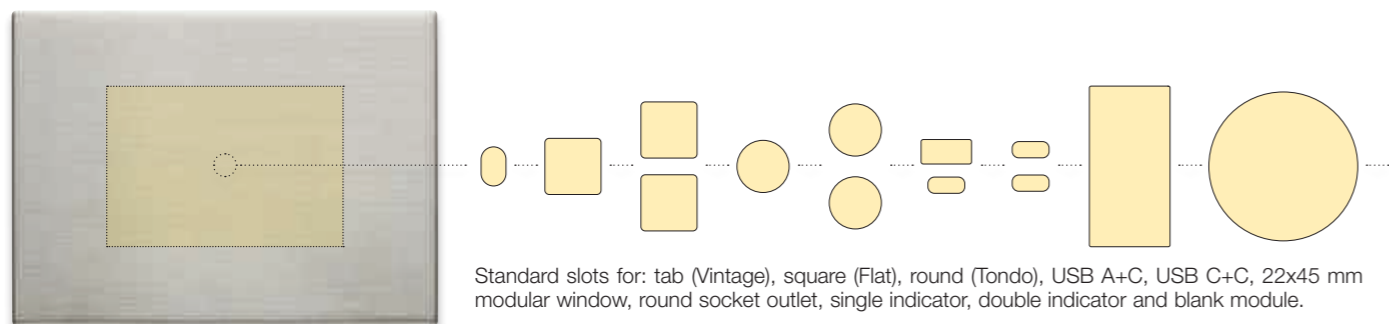 Standard slots for: tab (Vintage), square (Flat), round (Tondo), USB A+C, USB C+C, 22x45 mm
modular window, round socket outlet, single indicator, double indicator and blank module.